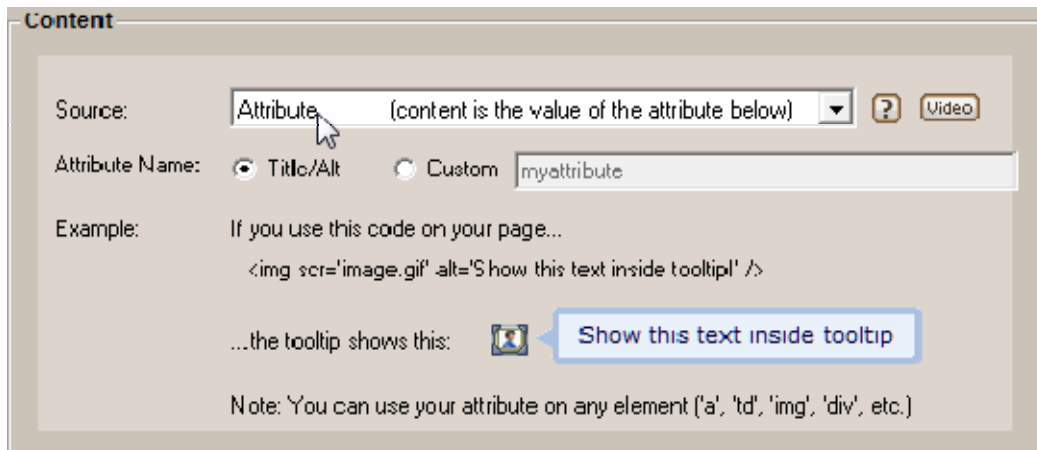 Content
Source: Attribute (content is the value of the attribute below) ? Video
Attribute Name: Title/Alt Custom myattribute
Example: If you use this code on your page...
<img scr='image.gif' alt='Show this text inside tooltip!' />
...the tooltip shows this: Show this text inside tooltip
Note: You can use your attribute on any element ('a', 'td', 'img', 'div', etc.)